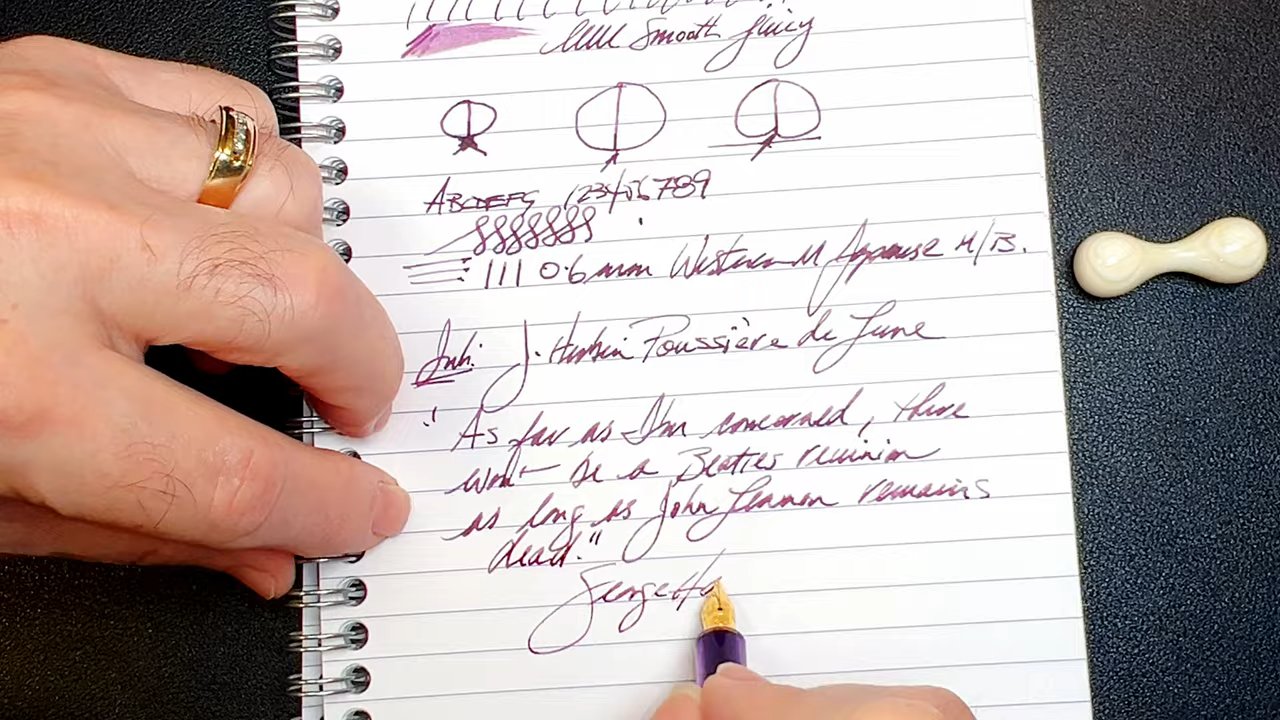 Smooth Juicy
ABCDEFG 123456789
0.6mm Western M Japanese M/B.
Ink: J. Herbin Poussière de Lune
"As far as I'm concerned, there
won't be a Beatles reunion
as long as John Lennon remains
dead."
George Ha